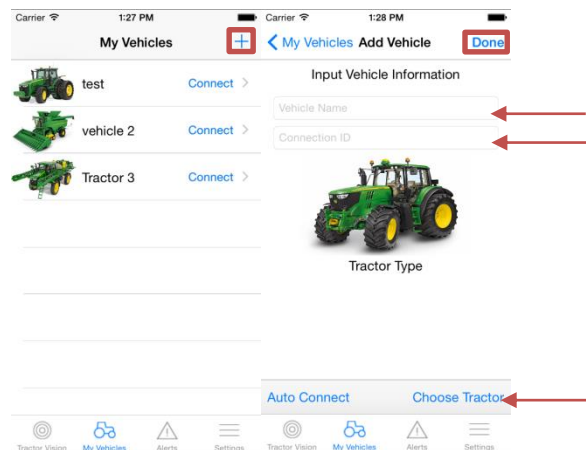 Carrier 1:27 PM
My Vehicles +
test Connect >
vehicle 2 Connect >
Tractor 3 Connect >
Tractor Vision My Vehicles Alerts Settings
Carrier 1:28 PM
< My Vehicles Add Vehicle Done
Input Vehicle Information
Vehicle Name
Connection ID
Tractor Type
Auto Connect Choose Tractor
Tractor Vision My Vehicles Alerts Settings